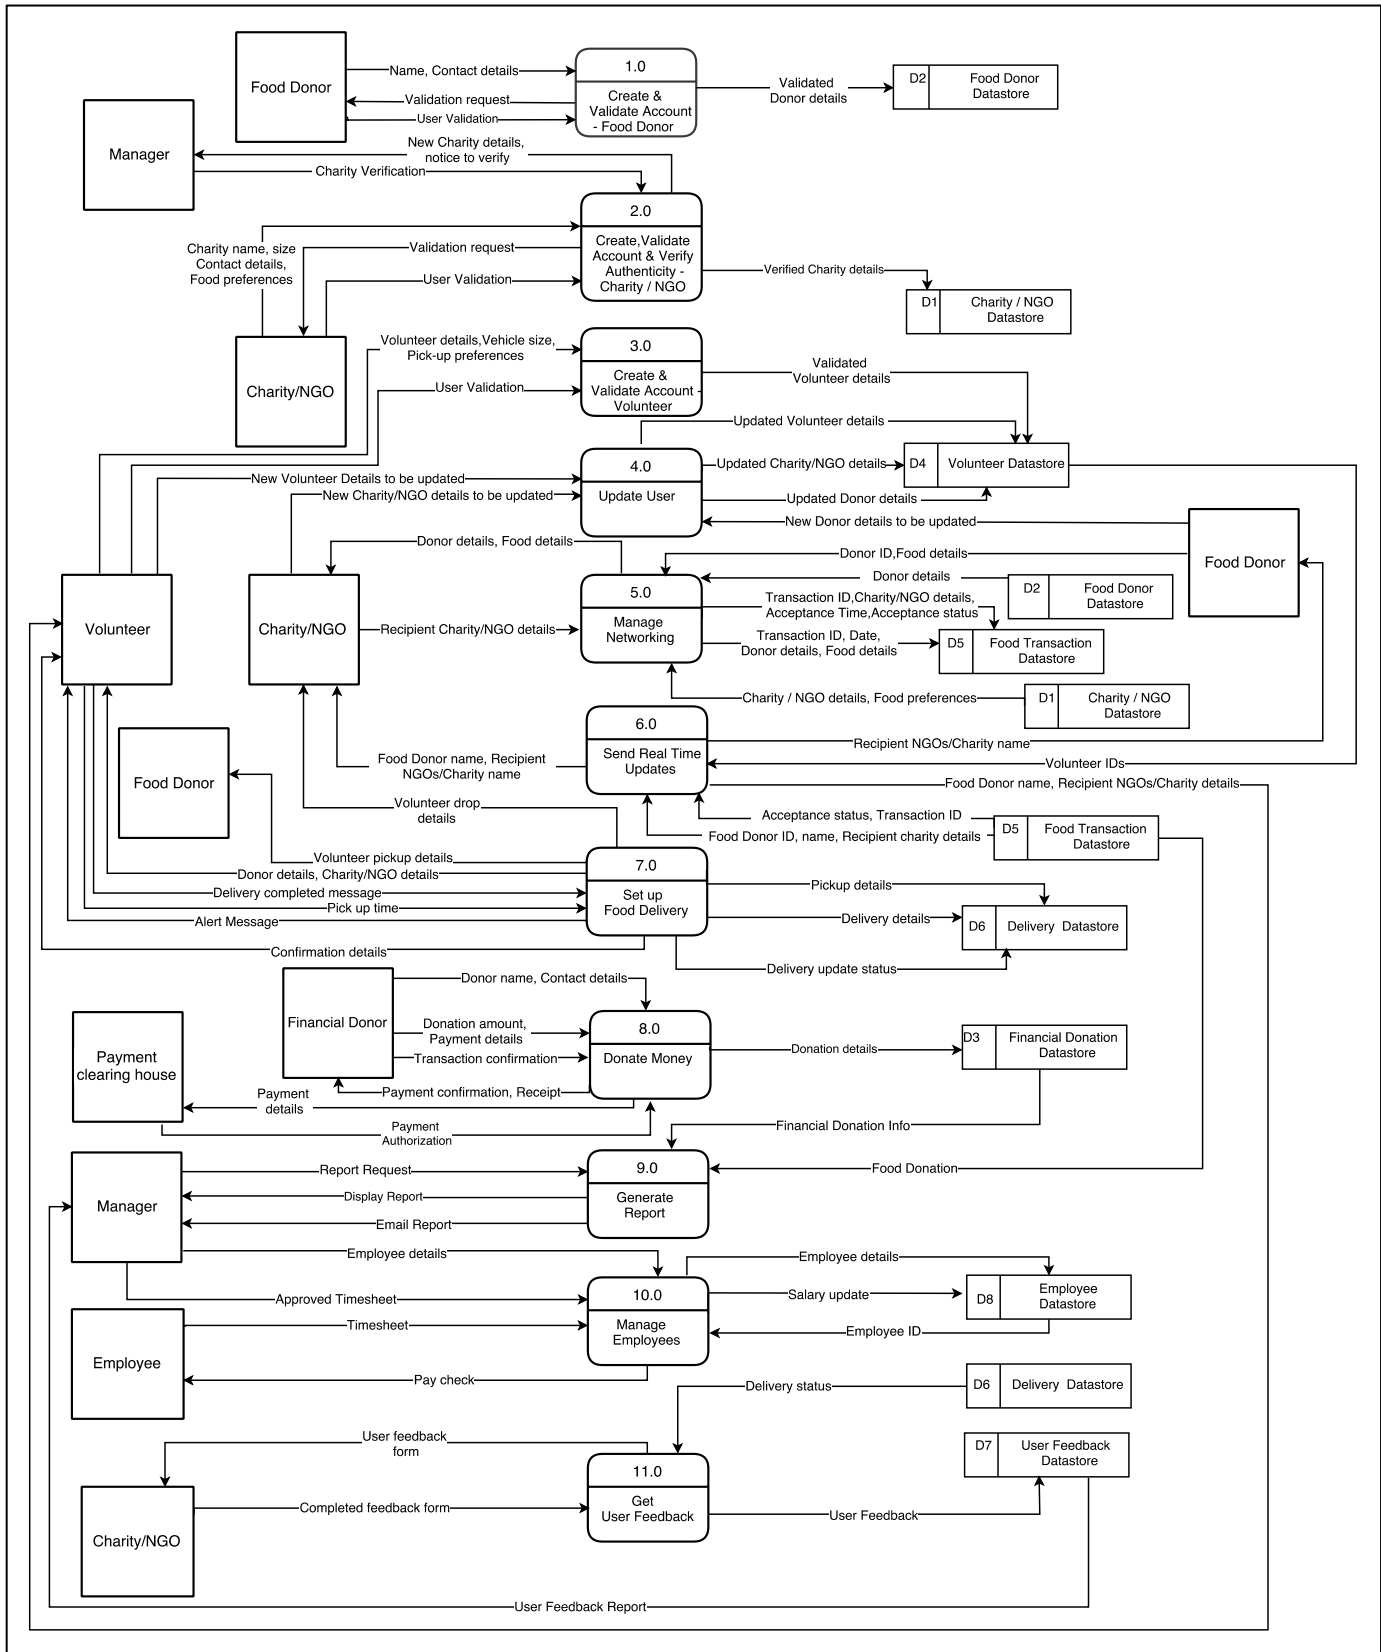 Food Donor
Name, Contact details
Validation request
User Validation
1.0
Create &
Validate Account
- Food Donor
Validated
Donor details
D2
Food Donor
Datastore
Manager
New Charity details,
notice to verify
Charity Verification
2.0
Create,Validate
Account & Verify
Authenticity -
Charity / NGO
Charity name, size
Contact details,
Food preferences
Validation request
User Validation
Verified Charity details
D1
Charity / NGO
Datastore
Charity/NGO
Volunteer details,Vehicle size,
Pick-up preferences
User Validation
3.0
Create &
Validate Account -
Volunteer
Validated
Volunteer details
Updated Volunteer details
New Volunteer Details to be updated
New Charity/NGO details to be updated
4.0
Update User
Updated Charity/NGO details
Updated Donor details
New Donor details to be updated
D4
Volunteer Datastore
Food Donor
Volunteer
Charity/NGO
Donor details, Food details
Recipient Charity/NGO details
5.0
Manage
Networking
Donor ID,Food details
Donor details
D2
Food Donor
Datastore
Transaction ID,Charity/NGO details,
Acceptance Time,Acceptance status
Transaction ID, Date,
Donor details, Food details
D5
Food Transaction
Datastore
Charity / NGO details, Food preferences
D1
Charity / NGO
Datastore
6.0
Send Real Time
Updates
Recipient NGOs/Charity name
Volunteer IDs
Food Donor name, Recipient NGOs/Charity details
Food Donor name, Recipient
NGOs/Charity name
Food Donor
Volunteer drop
details
Acceptance status, Transaction ID
Food Donor ID, name, Recipient charity details
D5
Food Transaction
Datastore
Volunteer pickup details
Donor details, Charity/NGO details
Delivery completed message
Pick up time
Alert Message
Confirmation details
7.0
Set up
Food Delivery
Pickup details
Delivery details
Delivery update status
D6
Delivery Datastore
Financial Donor
Donor name, Contact details
Donation amount,
Payment details
Transaction confirmation
Payment confirmation, Receipt
8.0
Donate Money
Donation details
D3
Financial Donation
Datastore
Payment
clearing house
Payment
details
Payment
Authorization
Financial Donation Info
Food Donation
Manager
Report Request
Display Report
Email Report
9.0
Generate
Report
Employee details
Approved Timesheet
Timesheet
Pay check
10.0
Manage
Employees
Employee details
Salary update
Employee ID
D8
Employee
Datastore
Employee
Delivery status
D6
Delivery Datastore
User feedback
form
Completed feedback form
11.0
Get
User Feedback
User Feedback
D7
User Feedback
Datastore
Charity/NGO
User Feedback Report